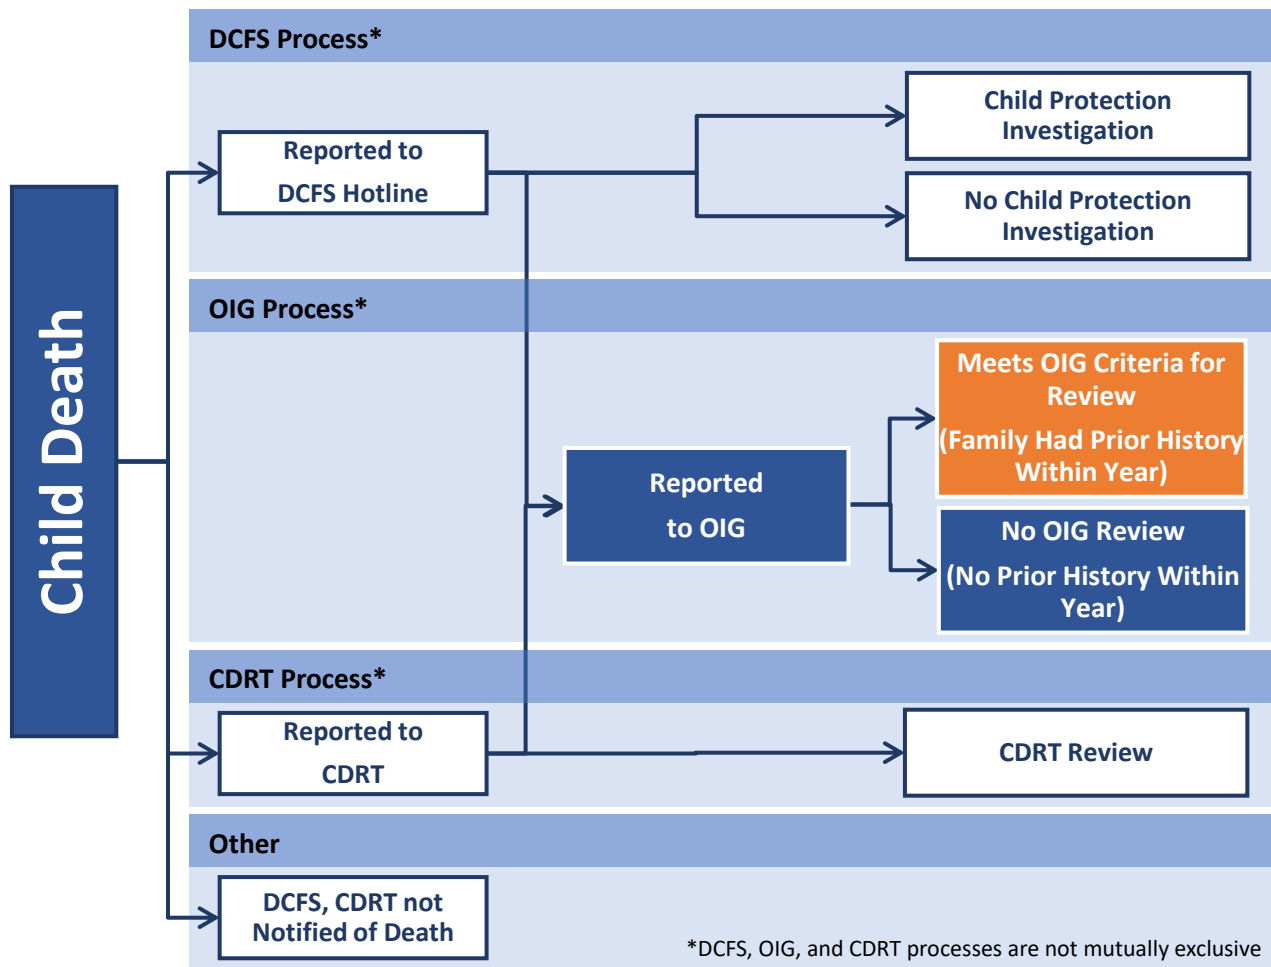 Child Death
DCFS Process*
Reported to
DCFS Hotline
Child Protection
Investigation
No Child Protection
Investigation
OIG Process*
Reported
to OIG
Meets OIG Criteria for
Review
(Family Had Prior History
Within Year)
No OIG Review
(No Prior History Within
Year)
CDRT Process*
Reported to
CDRT
CDRT Review
Other
DCFS, CDRT not
Notified of Death
*DCFS, OIG, and CDRT processes are not mutually exclusive